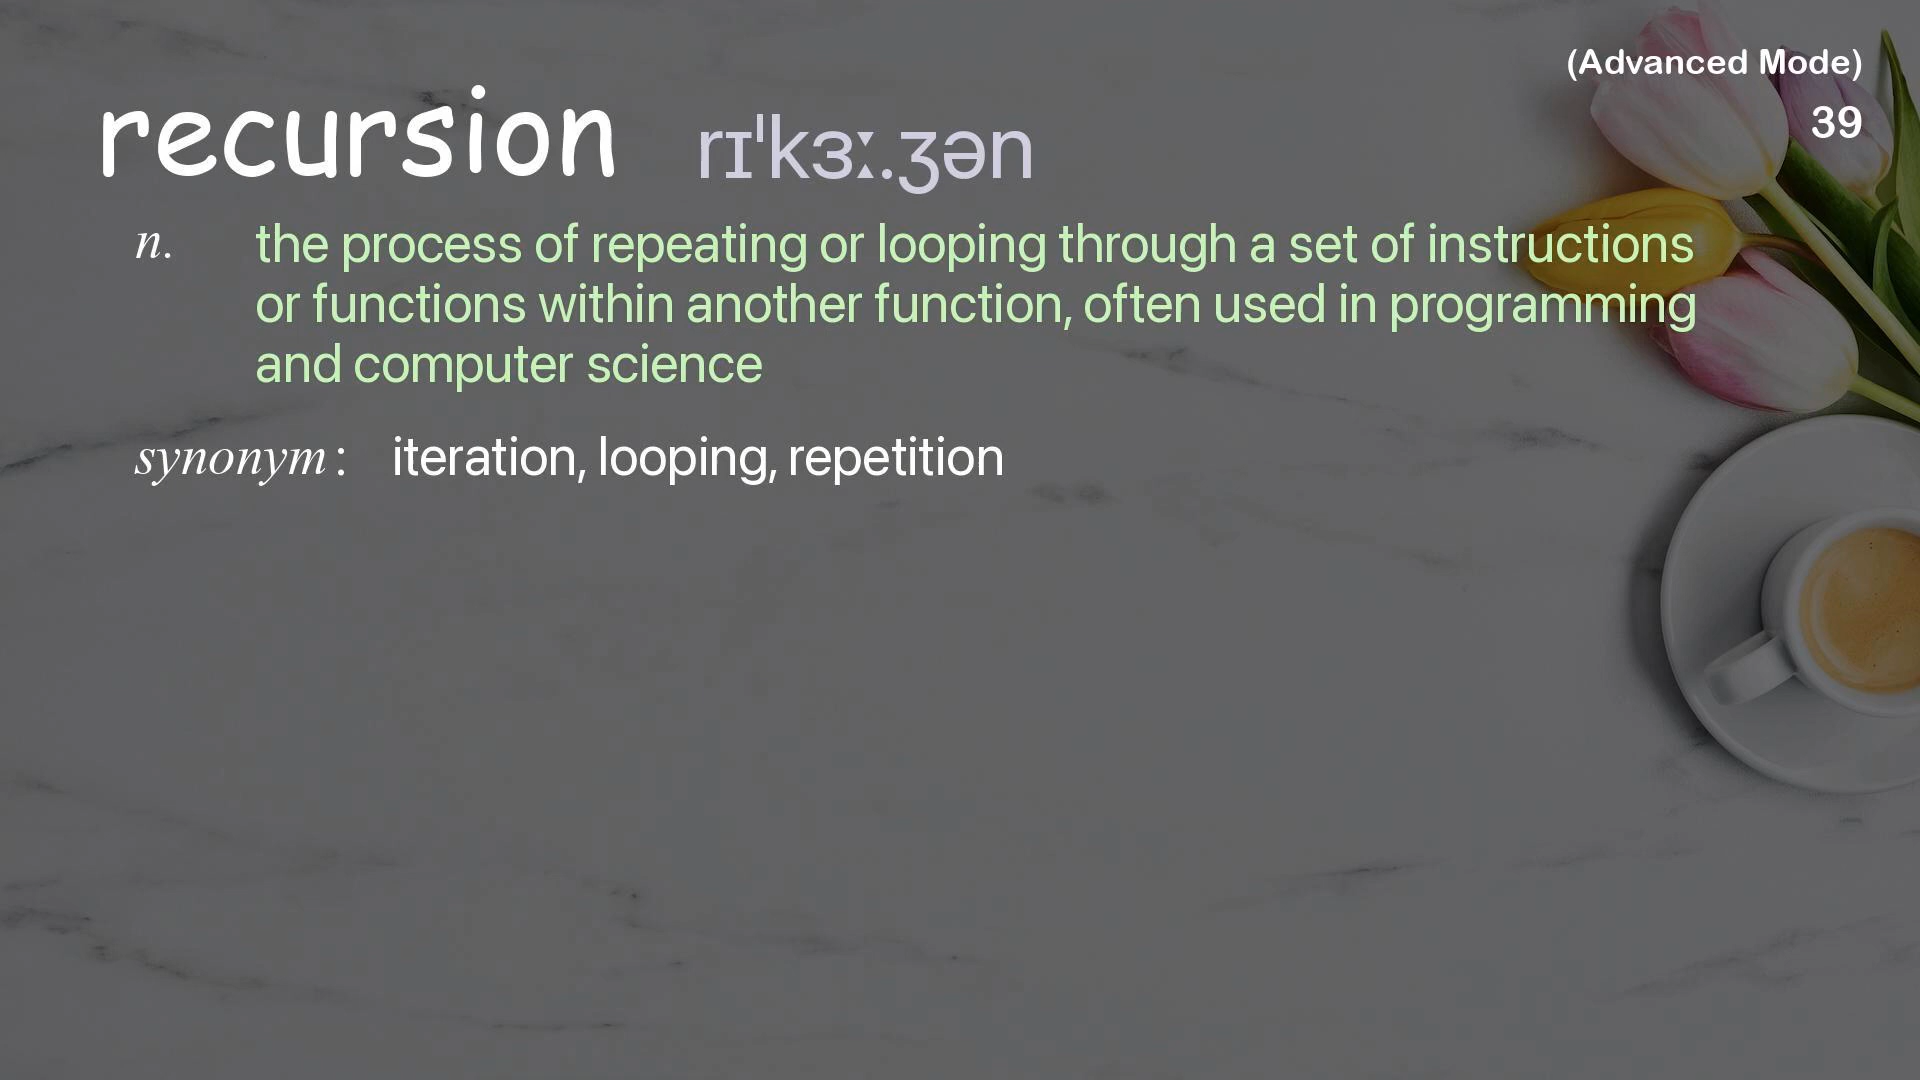 (Advanced Mode)
39
recursion rɪˈkɜː.ʒən
n. the process of repeating or looping through a set of instructions
or functions within another function, often used in programming
and computer science
synonym: iteration, looping, repetition